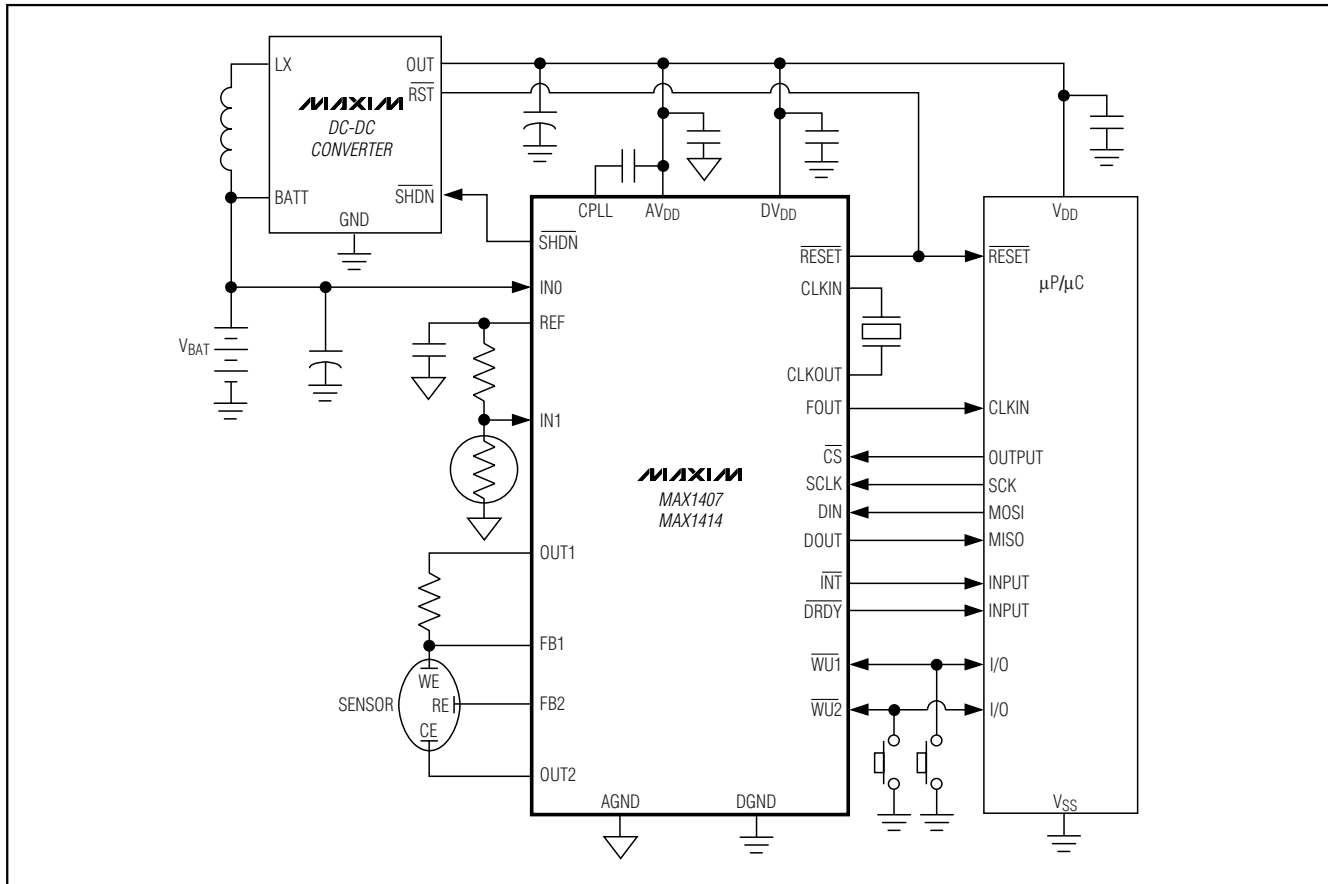 LX
OUT
RST
MAXIM
DC-DC
CONVERTER
BATT
SHDN
GND
CPLL
AVDD
DVDD
VDD
SHDN
RESET
RESET
μP/μC
IN0
CLKIN
REF
VBAT
CLKOUT
IN1
FOUT
CLKIN
CS
OUTPUT
MAXIM
SCLK
SCK
MAX1407
DIN
MOSI
MAX1414
DOUT
MISO
OUT1
INT
INPUT
DRDY
INPUT
FB1
WU1
I/O
WE
SENSOR
RE
FB2
WU2
I/O
CE
OUT2
AGND
DGND
VSS